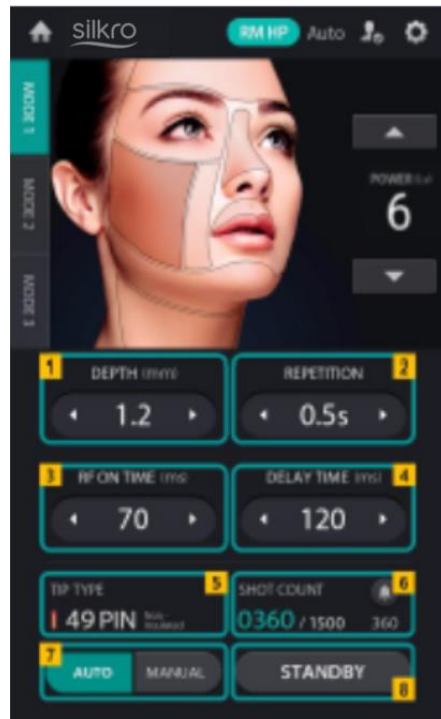 silkro RM HP Auto
MODE 1
MODE 2
MODE 3
POWER
6
1 DEPTH (mm)
1.2
REPETITION 2
0.5s
3 RF ON TIME (ms)
70
DELAY TIME (ms) 4
120
TIP TYPE 5
49 PIN
SHOT COUNT 6
0360 / 1500 360
7 AUTO MANUAL
STANDBY 8